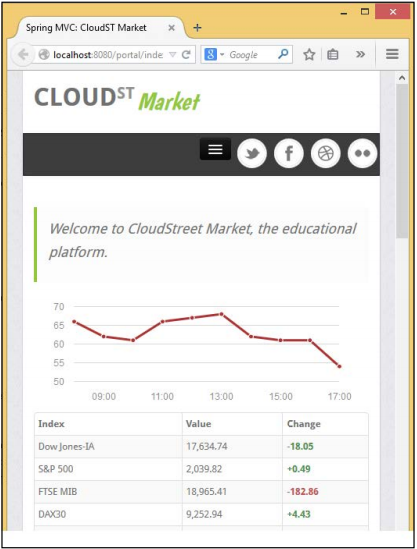 Spring MVC: CloudST Market
localhost:8080/portal/inde
Google
CLOUDST Market
Welcome to CloudStreet Market, the educational
platform.
70
65
60
55
50
09:00 11:00 13:00 15:00 17:00
Index Value Change
Dow Jones-IA 17,634.74 -18.05
S&P 500 2,039.82 +0.49
FTSE MIB 18,965.41 -182.86
DAX30 9,252.94 +4.43